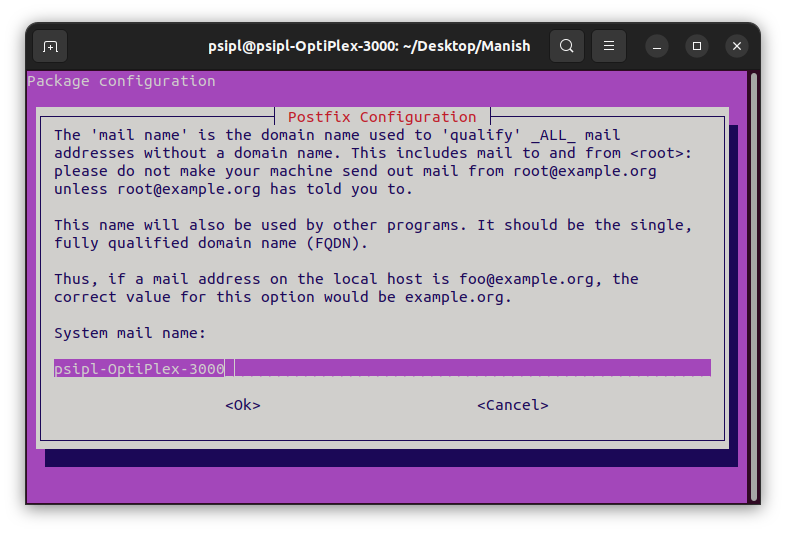 psipl@psipl-OptiPlex-3000: ~/Desktop/Manish
Package configuration
Postfix Configuration
The 'mail name' is the domain name used to 'qualify' _ALL_ mail
addresses without a domain name. This includes mail to and from <root>:
please do not make your machine send out mail from root@example.org
unless root@example.org has told you to.
This name will also be used by other programs. It should be the single,
fully qualified domain name (FQDN).
Thus, if a mail address on the local host is foo@example.org, the
correct value for this option would be example.org.
System mail name:
psipl-OptiPlex-3000
<Ok> <Cancel>